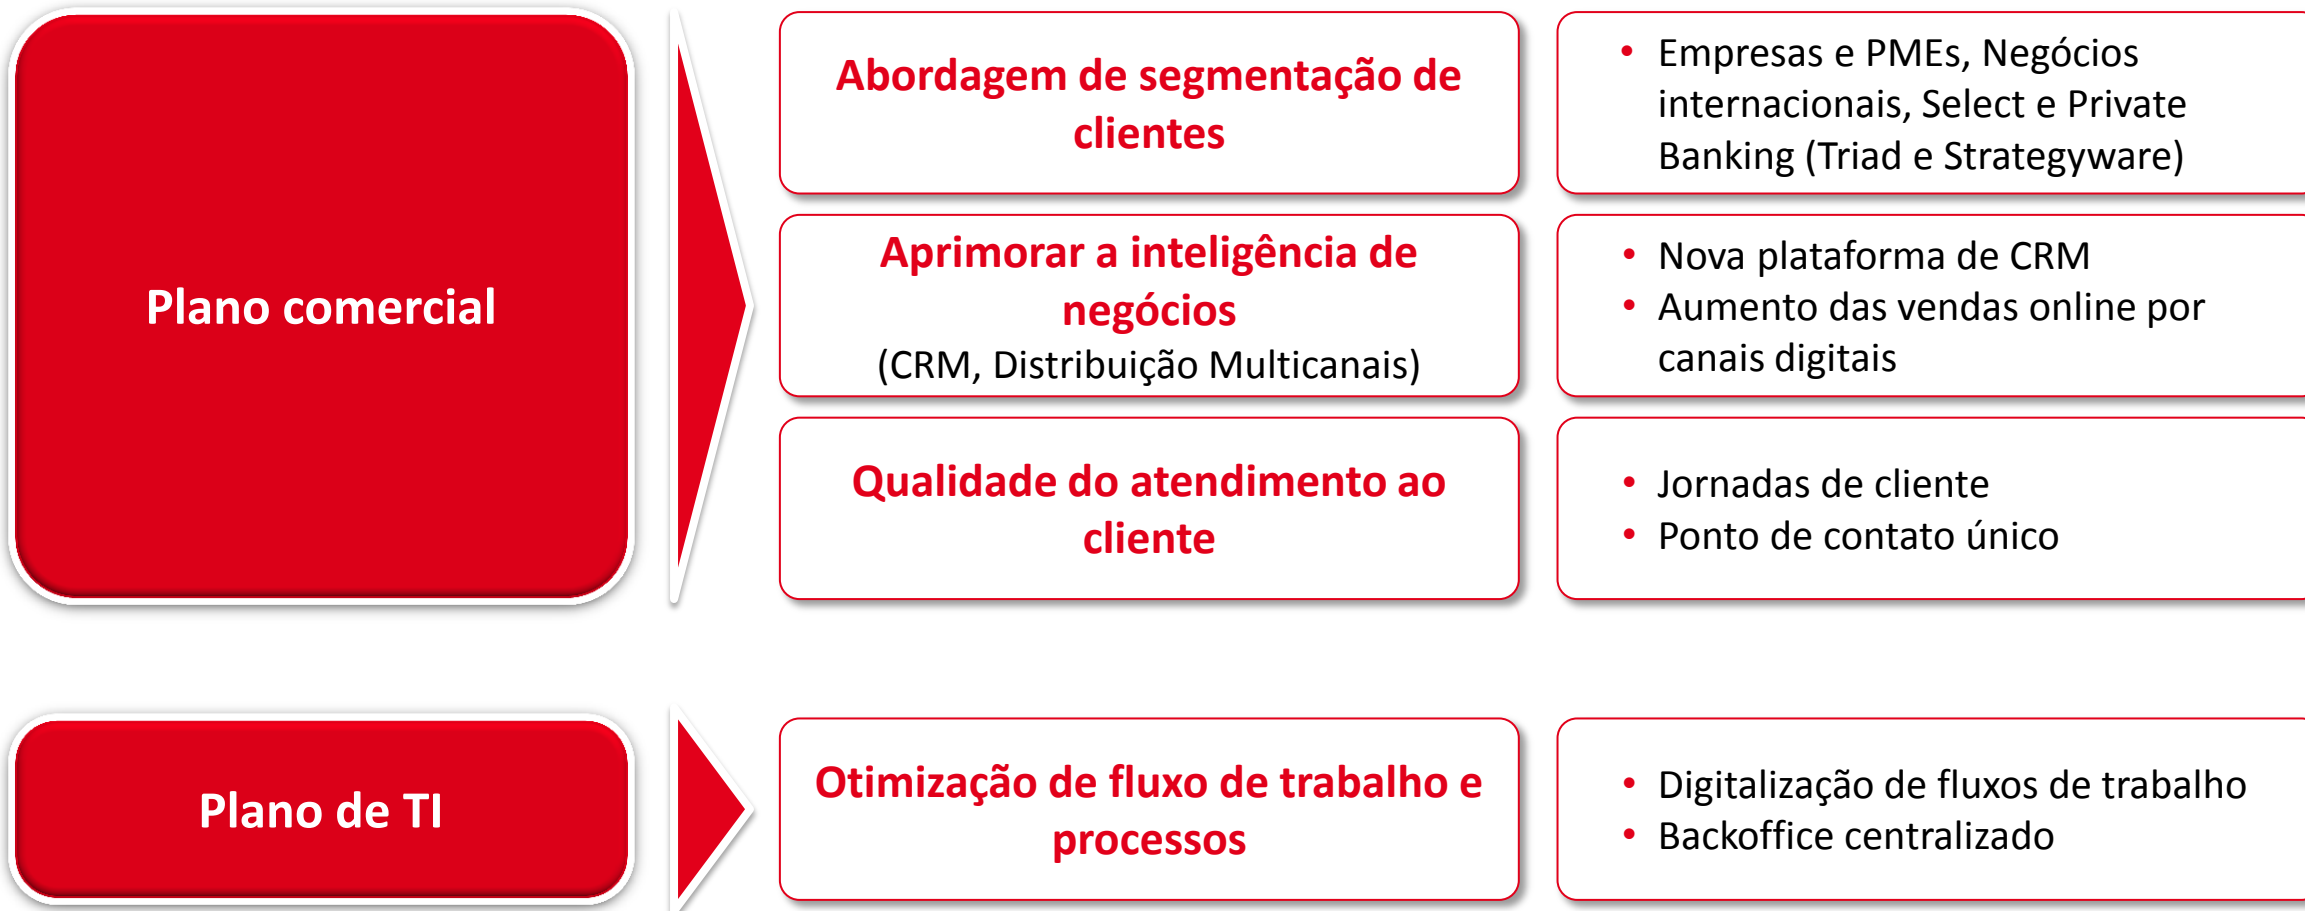 Plano comercial
Abordagem de segmentação de
clientes
• Empresas e PMEs, Negócios
internacionais, Select e Private
Banking (Triad e Strategyware)
Aprimorar a inteligência de
negócios
(CRM, Distribuição Multicanais)
• Nova plataforma de CRM
• Aumento das vendas online por
canais digitais
Qualidade do atendimento ao
cliente
• Jornadas de cliente
• Ponto de contato único
Plano de TI
Otimização de fluxo de trabalho e
processos
• Digitalização de fluxos de trabalho
• Backoffice centralizado